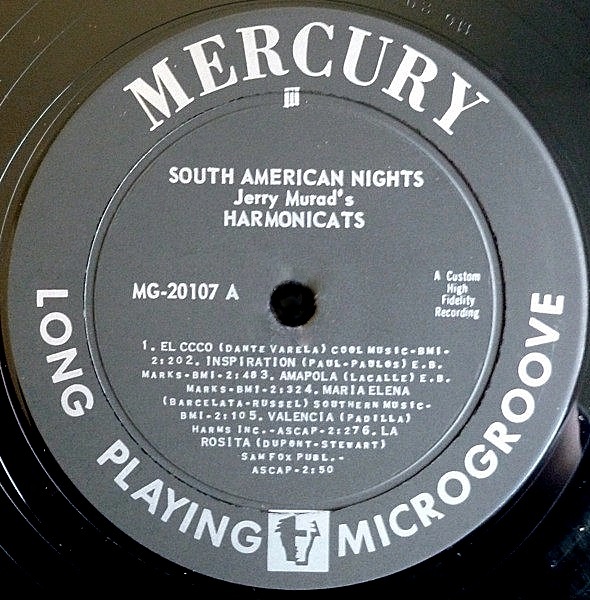 MERCURY
SOUTH AMERICAN NIGHTS
Jerry Murad's
HARMONICATS
MG-20107 A
A Custom
High
Fidelity
Recording
1. EL CCCO (DANTE VARELA) COOL MUSIC-BMI-
2:202. INSPIRATION (PAUL-PAULOS) E.B.
MARKS-BMI-2:483. AMAPOLA (LACALLE) E.B.
MARKS-BMI-2:324. MARIA ELENA
(BARCELATA-RUSSEL) SOUTHERN MUSIC-
BMI-2:105. VALENCIA (PADILLA)
HARMS INC.-ASCAP-2:276. LA
ROSITA (DUPONT-STEWART)
SAM FOX PUBL.-
ASCAP-2:50
LONG PLAYING MICROGROOVE